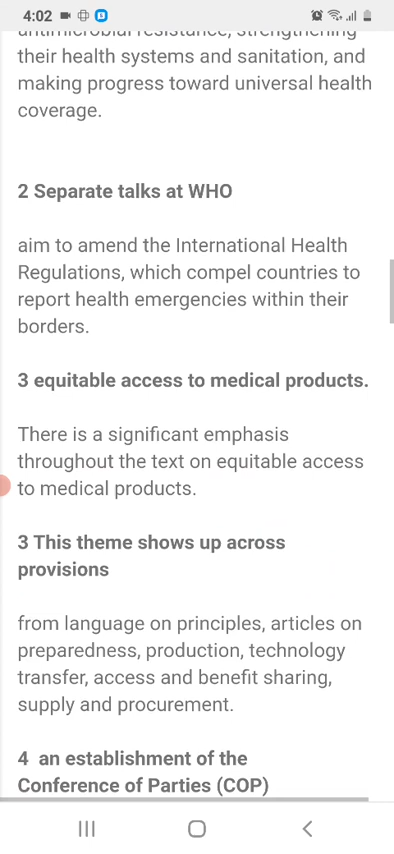 4:02
antimicrobial resistance, strengthening
their health systems and sanitation, and
making progress toward universal health
coverage.
2 Separate talks at WHO
aim to amend the International Health
Regulations, which compel countries to
report health emergencies within their
borders.
3 equitable access to medical products.
There is a significant emphasis
throughout the text on equitable access
to medical products.
3 This theme shows up across
provisions
from language on principles, articles on
preparedness, production, technology
transfer, access and benefit sharing,
supply and procurement.
4 an establishment of the
Conference of Parties (COP)